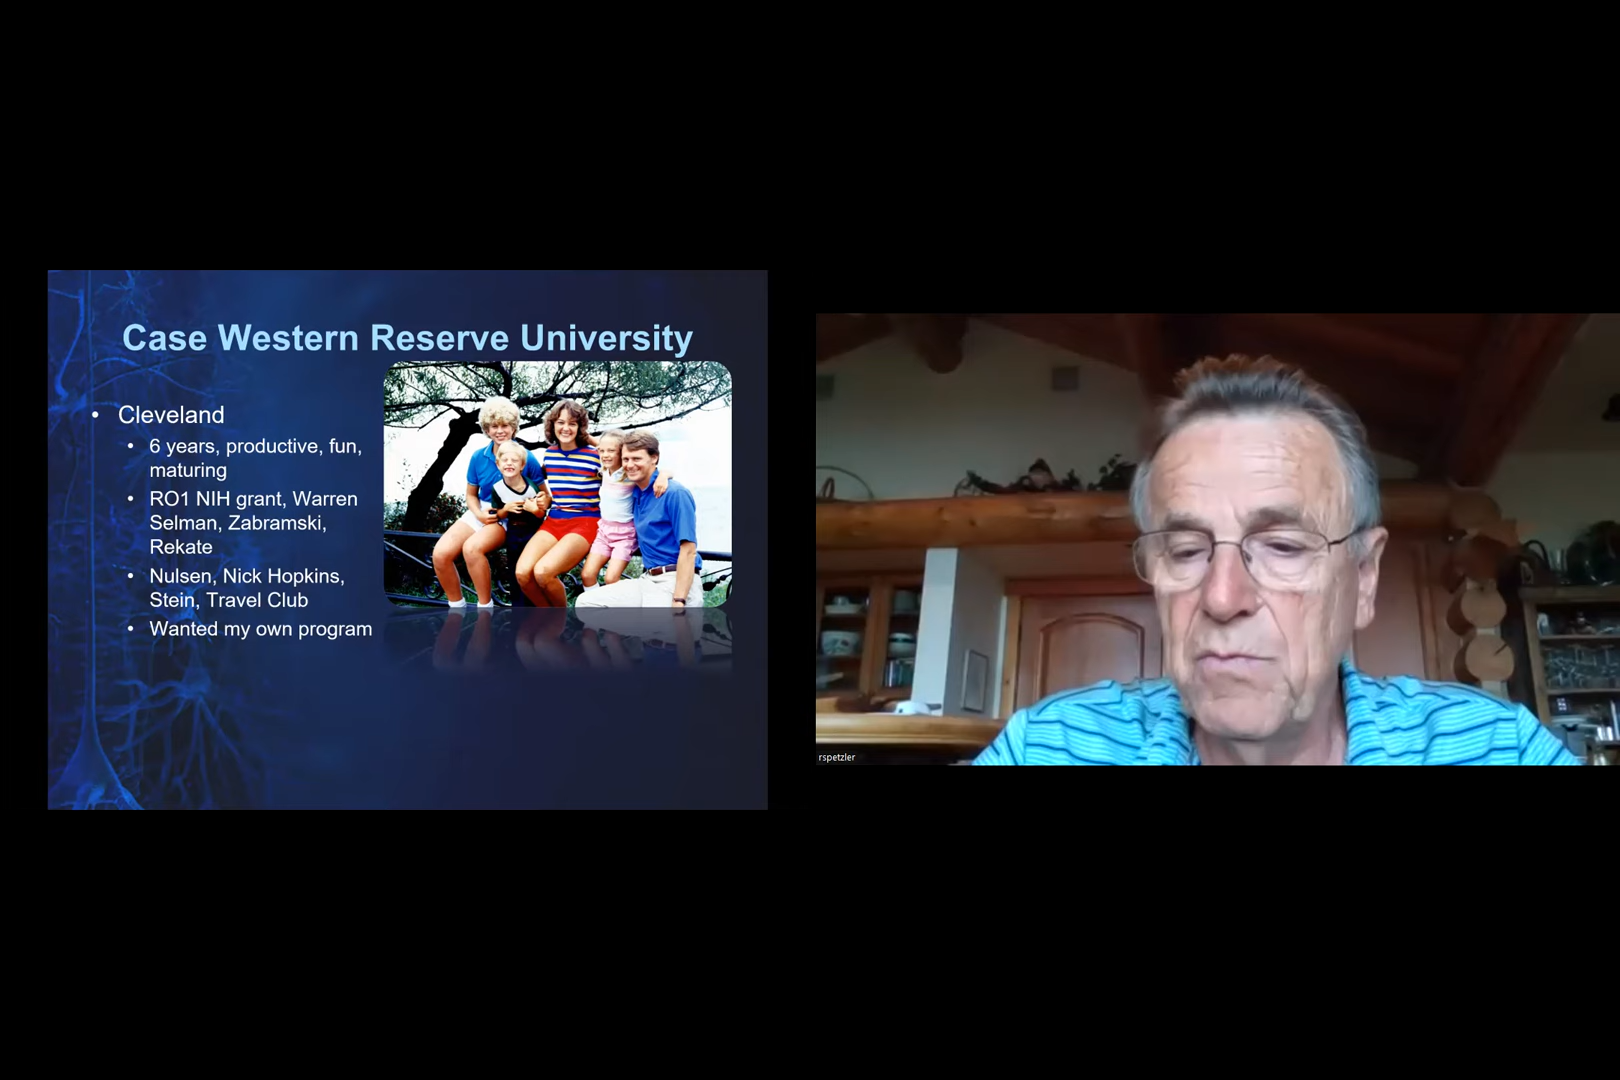 Case Western Reserve University
• Cleveland
• 6 years, productive, fun,
maturing
• RO1 NIH grant, Warren
Selman, Zabramski,
Rekate
• Nulsen, Nick Hopkins,
Stein, Travel Club
• Wanted my own program
rspetzler